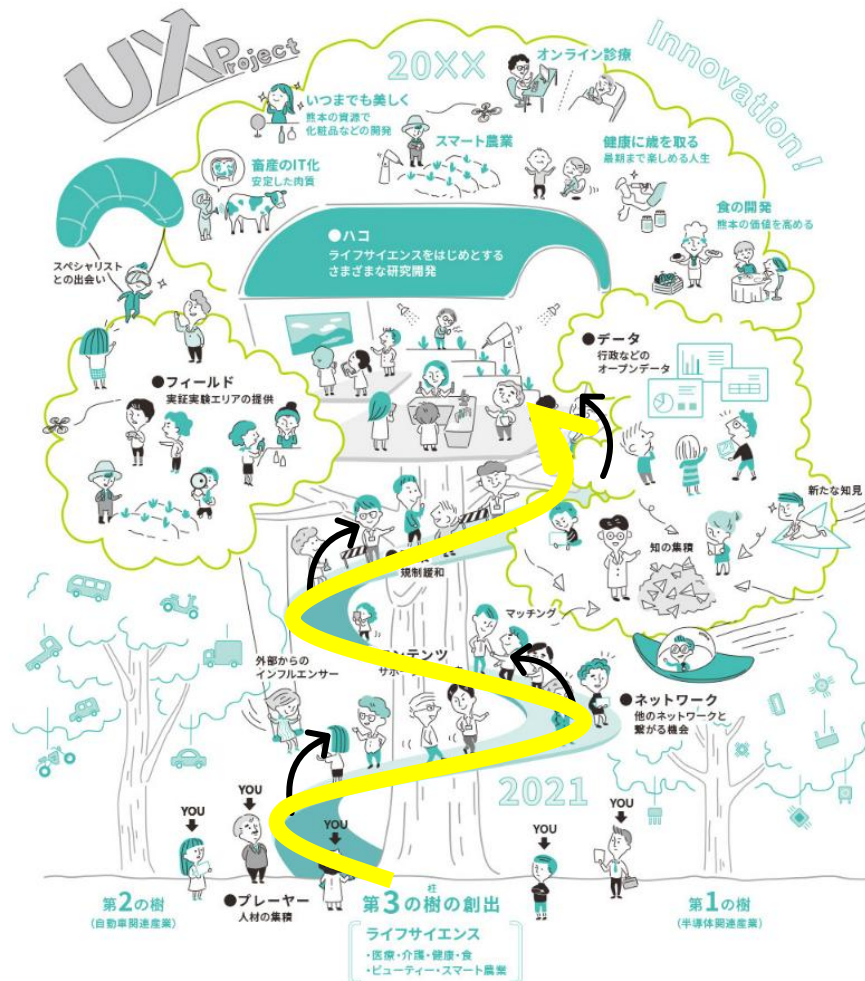 UX Project
20XX
Innovation!
オンライン診療
いつまでも美しく
熊本の資源で
化粧品などの開発
スマート農業
健康に歳を取る
最期まで楽しめる人生
畜産のIT化
安定した肉質
食の開発
熊本の価値を高める
●ハコ
ライフサイエンスをはじめとする
さまざまな研究開発
スペシャリスト
との出会い
●データ
行政などの
オープンデータ
●フィールド
実証実験エリアの提供
新たな知見
知の集積
規制緩和
マッチング
外部からの
インフルエンサー
ンテンツ
サポー
●ネットワーク
他のネットワークと
繋がる機会
2021
YOU
YOU
YOU
YOU
YOU
●プレーヤー
人材の集積
第2の樹
(自動車関連産業)
柱
第3の樹の創出
第1の樹
(半導体関連産業)
ライフサイエンス
・医療・介護・健康・食
・ビューティー・スマート農業